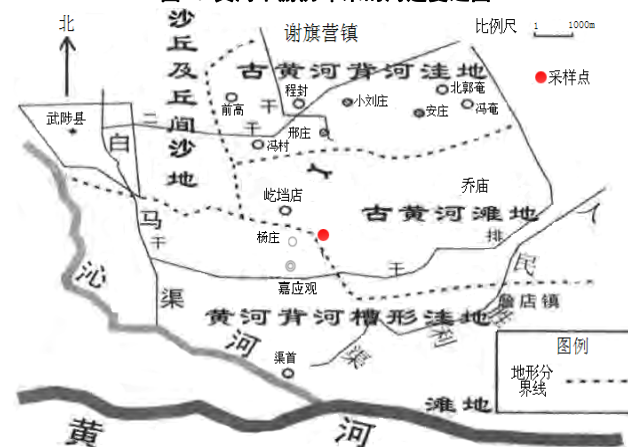 北
谢旗营镇
比例尺 1 1000m
采样点
沙丘及丘间沙地
古黄河背河洼地
武陟县
前高
程封
小刘庄
北郭庵
安庄
冯庵
二干
干
邢庄
冯村
白马干渠
屹垱店
乔庙
古黄河滩地
杨庄
嘉应观
干
排
人民胜利渠
詹店镇
黄河背河槽形洼地
渠首
沁河
滩地
黄河
图例
地形分界线